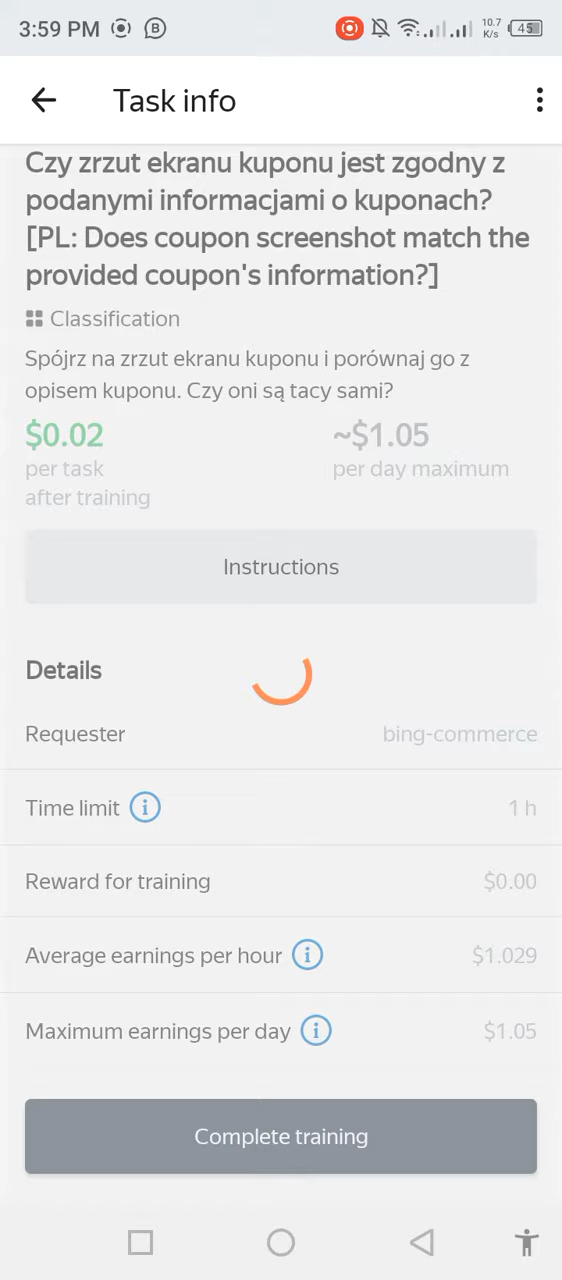 3:59 PM
10.7
K/s
45
Task info
Czy zrzut ekranu kuponu jest zgodny z
podanymi informacjami o kuponach?
[PL: Does coupon screenshot match the
provided coupon's information?]
Classification
Spójrz na zrzut ekranu kuponu i porównaj go z
opisem kuponu. Czy oni są tacy sami?
$0.02 ~$1.05
per task per day maximum
after training
Instructions
Details
Requester bing-commerce
Time limit 1 h
Reward for training $0.00
Average earnings per hour $1.029
Maximum earnings per day $1.05
Complete training